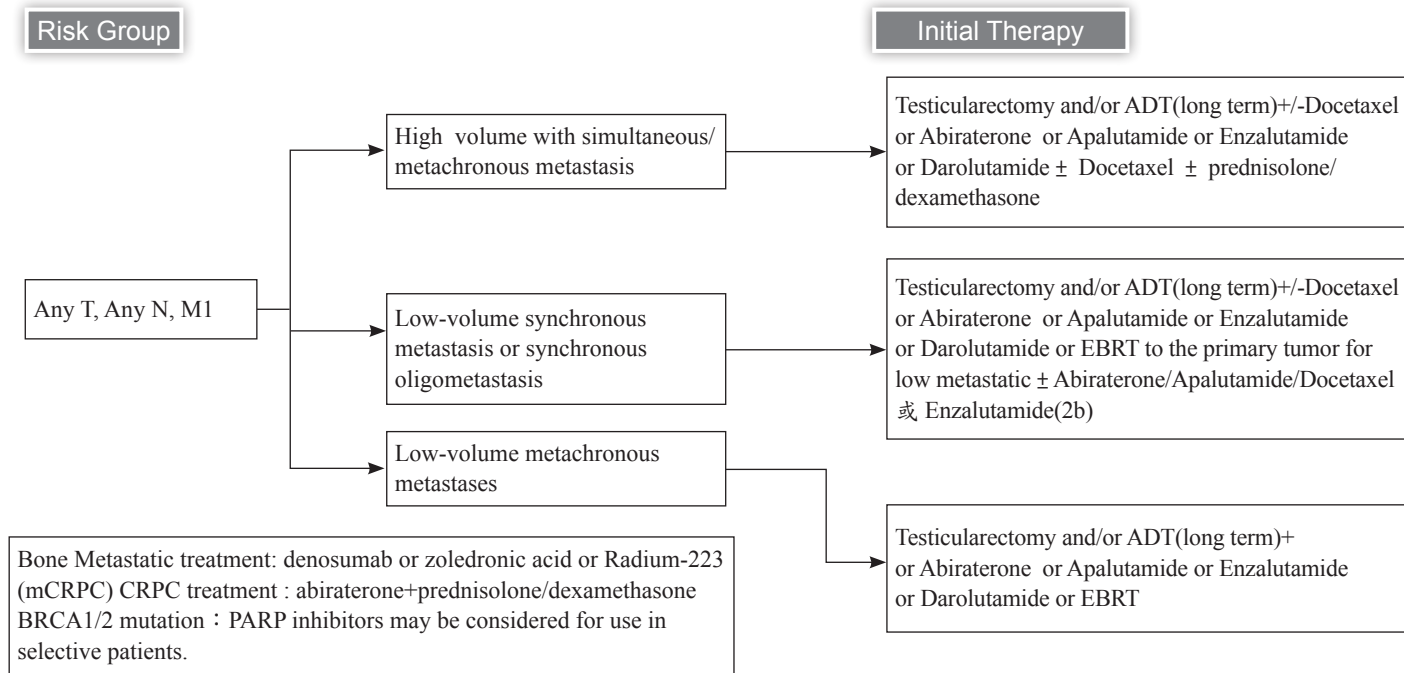 Risk Group
Initial Therapy
Any T, Any N, M1
High volume with simultaneous/
metachronous metastasis
Testicularectomy and/or ADT(long term)+/-Docetaxel
or Abiraterone or Apalutamide or Enzalutamide
or Darolutamide ± Docetaxel ± prednisolone/
dexamethasone
Low-volume synchronous
metastasis or synchronous
oligometastasis
Testicularectomy and/or ADT(long term)+/-Docetaxel
or Abiraterone or Apalutamide or Enzalutamide
or Darolutamide or EBRT to the primary tumor for
low metastatic ± Abiraterone/Apalutamide/Docetaxel
或 Enzalutamide(2b)
Low-volume metachronous
metastases
Testicularectomy and/or ADT(long term)+
or Abiraterone or Apalutamide or Enzalutamide
or Darolutamide or EBRT
Bone Metastatic treatment: denosumab or zoledronic acid or Radium-223
(mCRPC) CRPC treatment : abiraterone+prednisolone/dexamethasone
BRCA1/2 mutation：PARP inhibitors may be considered for use in
selective patients.